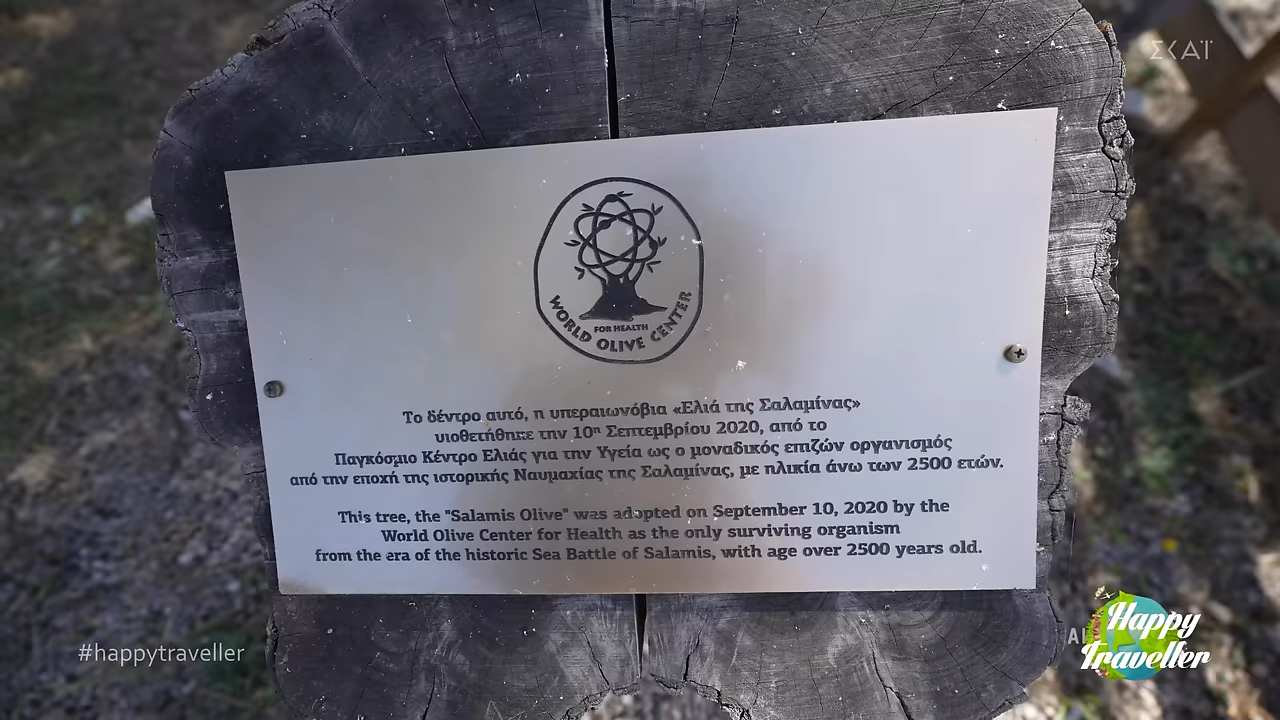 ΣΚΑΪ
WORLD OLIVE CENTER
FOR HEALTH
Το δέντρο αυτό, η υπεραιωνόβια «Ελιά της Σαλαμίνας»
υιοθετήθηκε την 10η Σεπτεμβρίου 2020, από το
Παγκόσμιο Κέντρο Ελιάς για την Υγεία ως ο μοναδικός επιζών οργανισμός
από την εποχή της ιστορικής Ναυμαχίας της Σαλαμίνας, με ηλικία άνω των 2500 ετών.
This tree, the "Salamis Olive" was adopted on September 10, 2020 by the
World Olive Center for Health as the only surviving organism
from the era of the historic Sea Battle of Salamis, with age over 2500 years old.
#happytraveller
Happy
Traveller